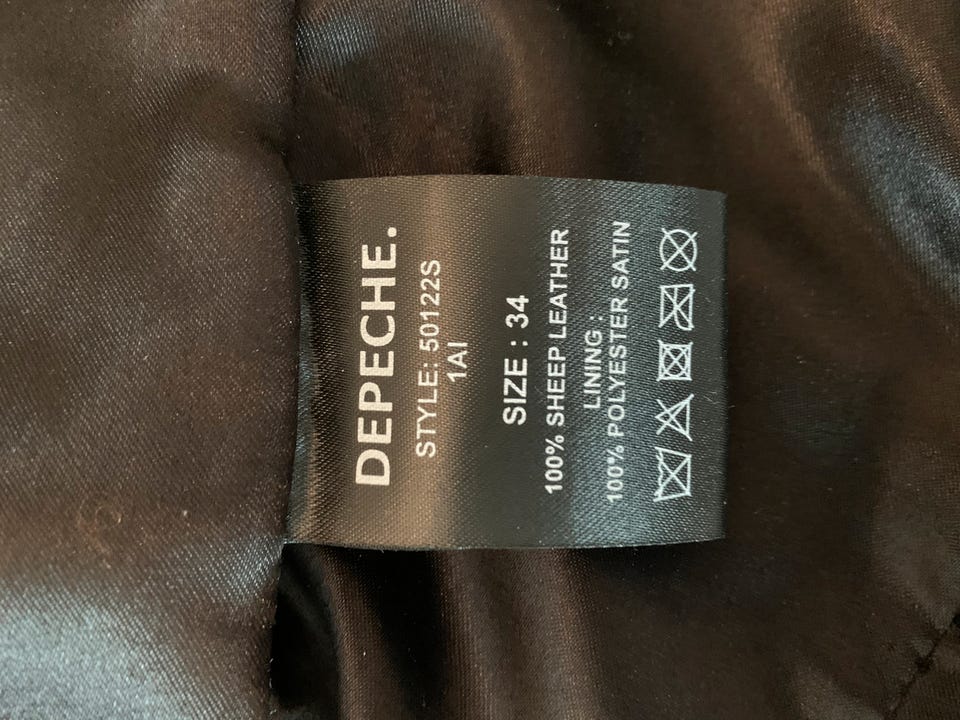 DEPECHE.
STYLE: 50122S
1AI
SIZE : 34
100% SHEEP LEATHER
LINING :
100% POLYESTER SATIN